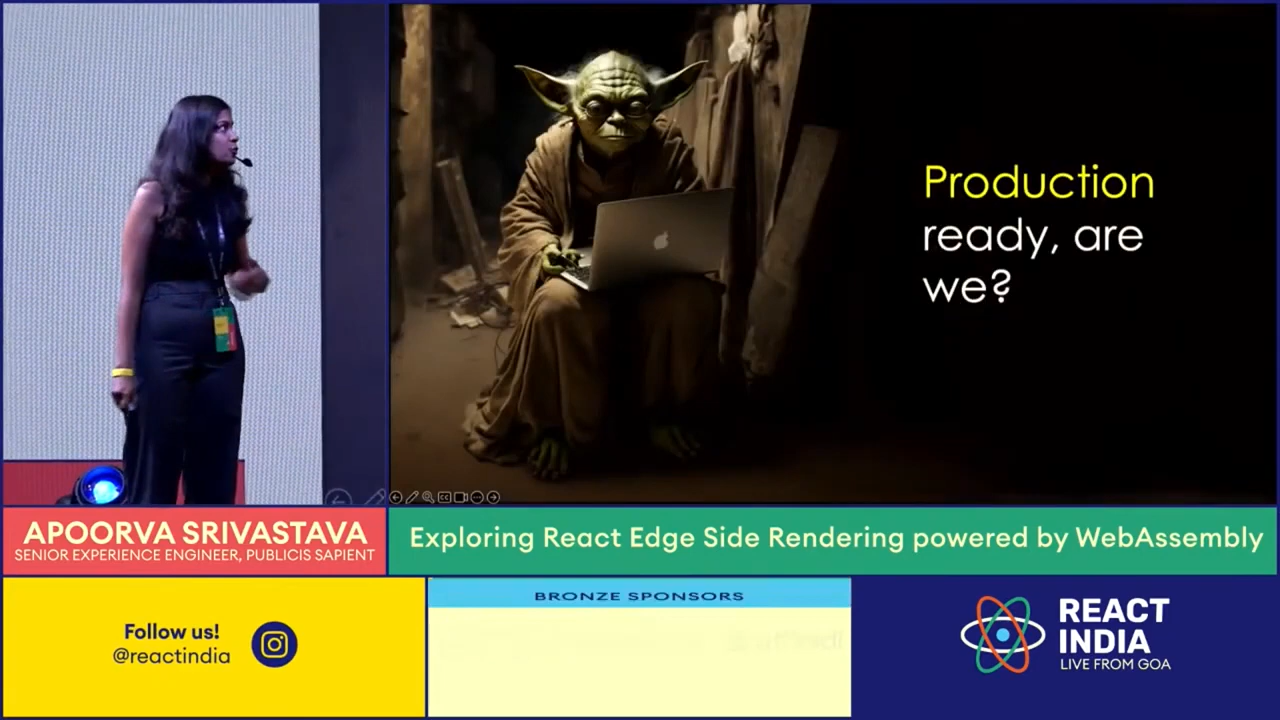 Production
ready, are
we?
APOORVA SRIVASTAVA
SENIOR EXPERIENCE ENGINEER, PUBLICIS SAPIENT
Exploring React Edge Side Rendering powered by WebAssembly
Follow us!
@reactindia
BRONZE SPONSORS
REACT
INDIA
LIVE FROM GOA